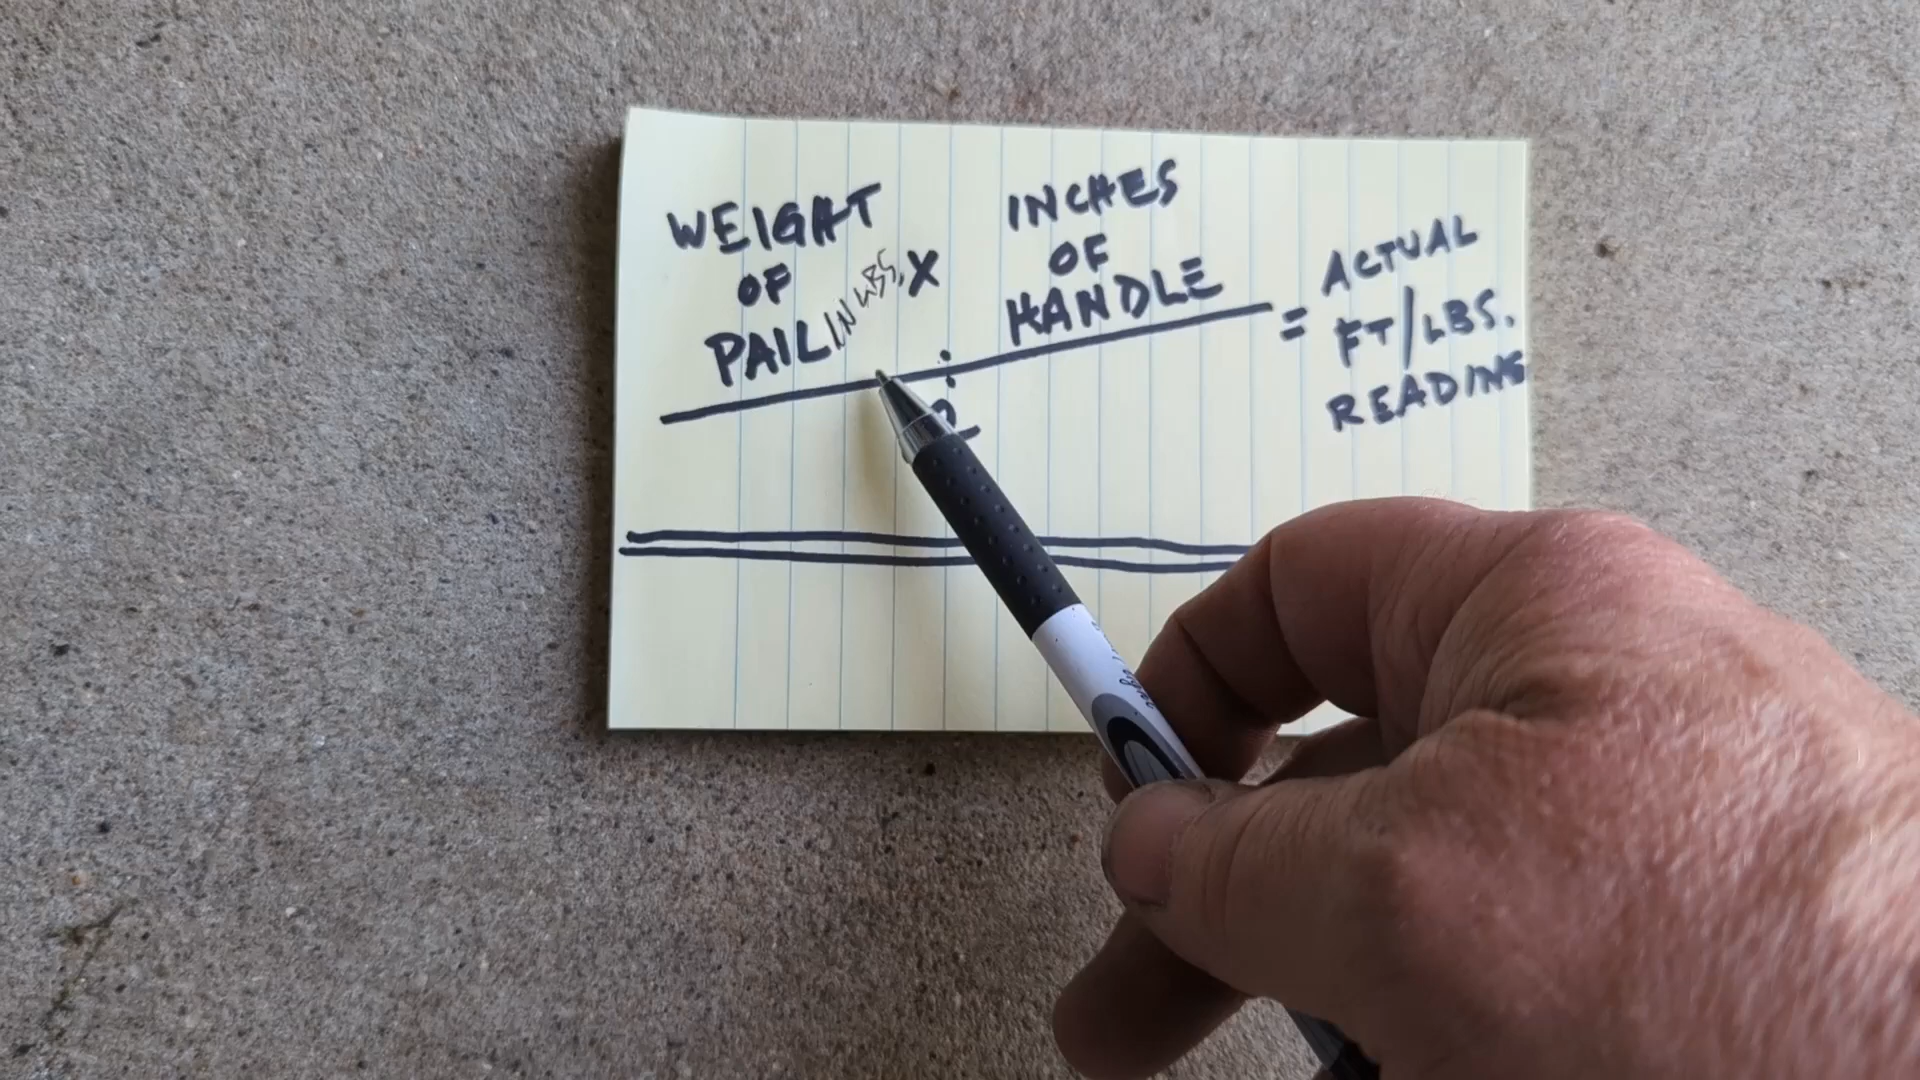 WEIGHT
OF
PAIL IN LBS. X
INCHES
OF
HANDLE
=
ACTUAL
FT/LBS.
READING